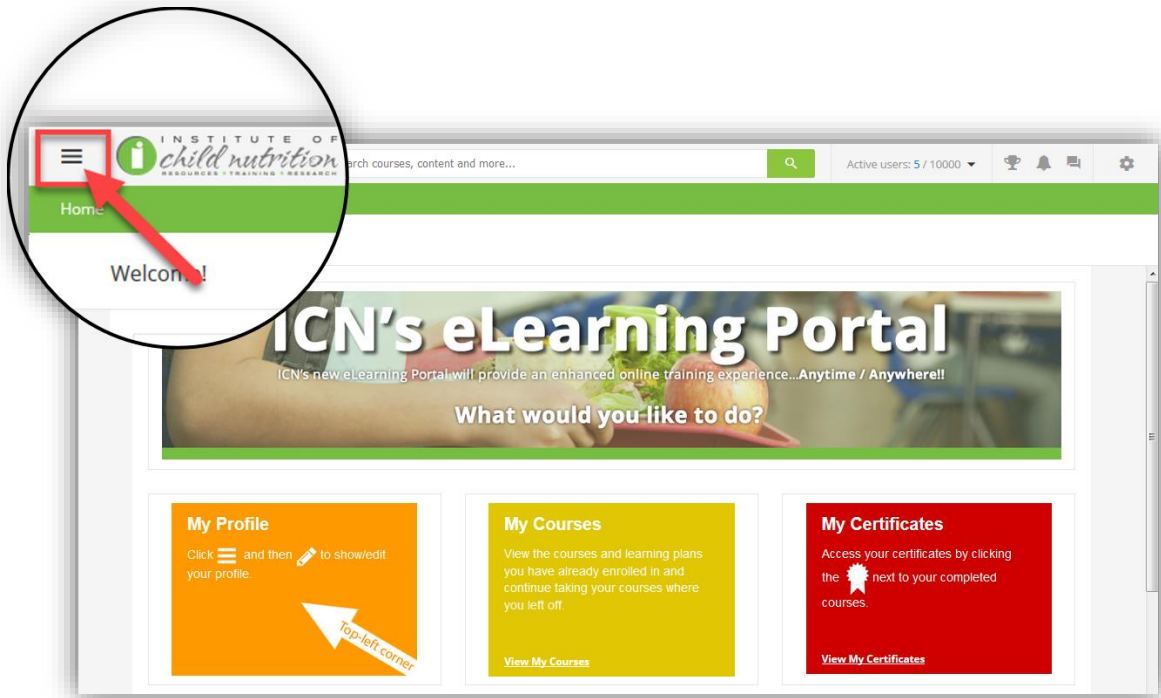 INSTITUTE OF
child nutrition
RESOURCES • TRAINING • RESEARCH
arch courses, content and more...
Active users: 5 / 10000
Home
Welcome!
ICN's eLearning Portal
ICN's new eLearning Portal will provide an enhanced online training experience...Anytime / Anywhere!!
What would you like to do?
My Profile
Click and then to show/edit
your profile.
Top-left corner
My Courses
View the courses and learning plans
you have already enrolled in and
continue taking your courses where
you left off.
View My Courses
My Certificates
Access your certificates by clicking
the next to your completed
courses.
View My Certificates